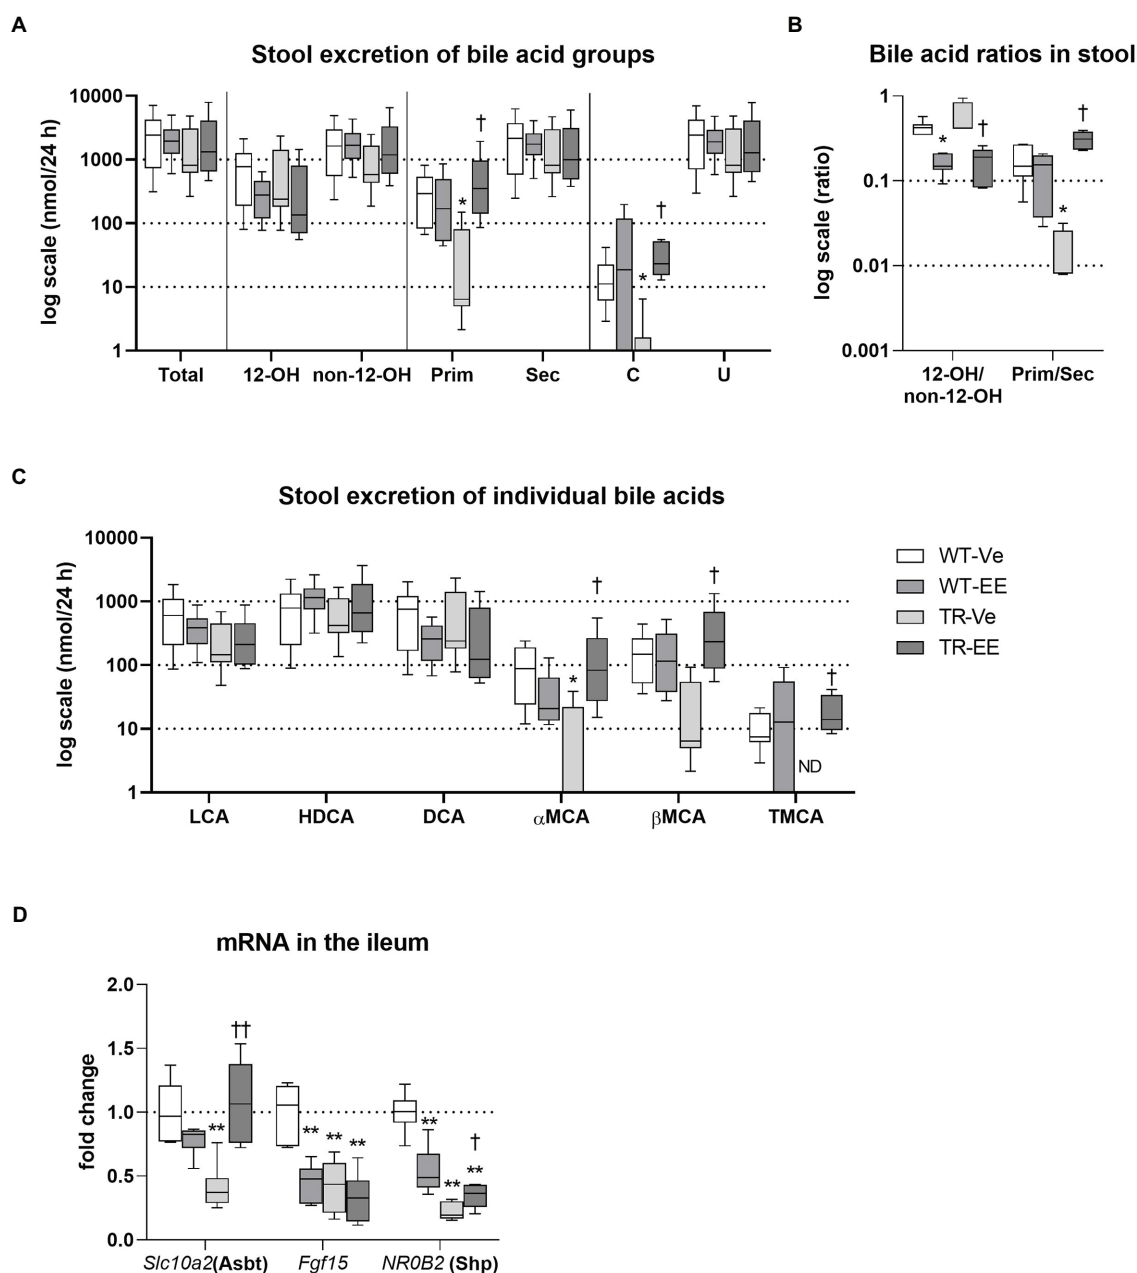 A
Stool excretion of bile acid groups
log scale (nmol/24 h)
10000
1000
100
10
1
†
*
*
†
Total 12-OH non-12-OH Prim Sec C U
B
Bile acid ratios in stool
log scale (ratio)
1
0.1
0.01
0.001
*
†
*
†
12-OH/ Prim/Sec
non-12-OH
C
Stool excretion of individual bile acids
log scale (nmol/24 h)
10000
1000
100
10
1
*
†
†
†
ND
LCA HDCA DCA αMCA βMCA TMCA
WT-Ve
WT-EE
TR-Ve
TR-EE
D
mRNA in the ileum
fold change
2.0
1.5
1.0
0.5
0.0
**
††
**
**
**
**
**
†
**
Slc10a2(Asbt) Fgf15 NR0B2 (Shp)